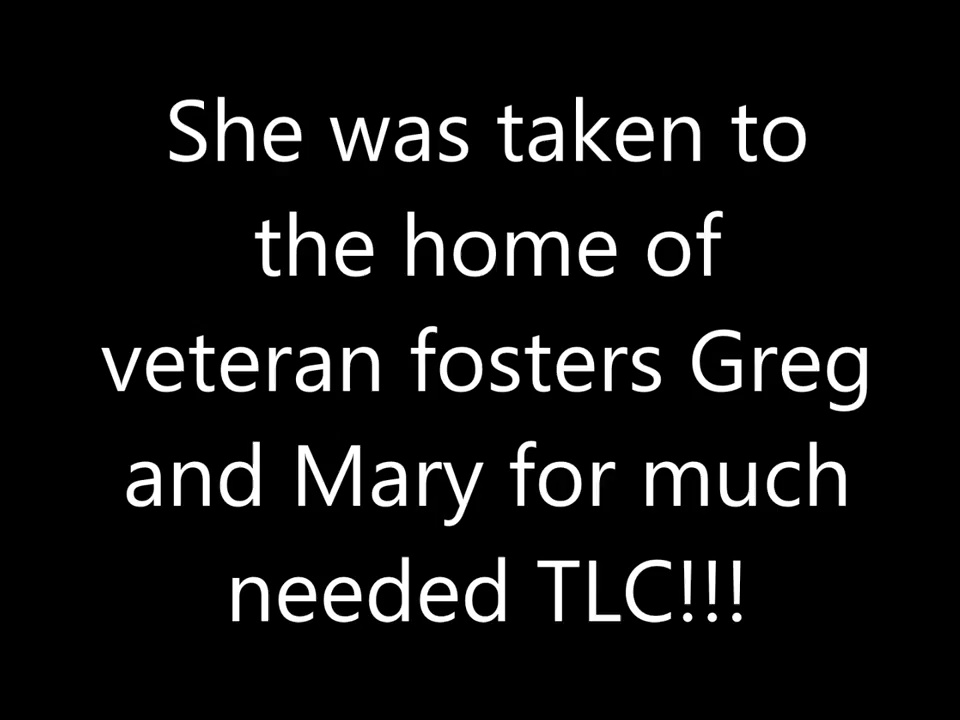 She was taken to
the home of
veteran fosters Greg
and Mary for much
needed TLC!!!